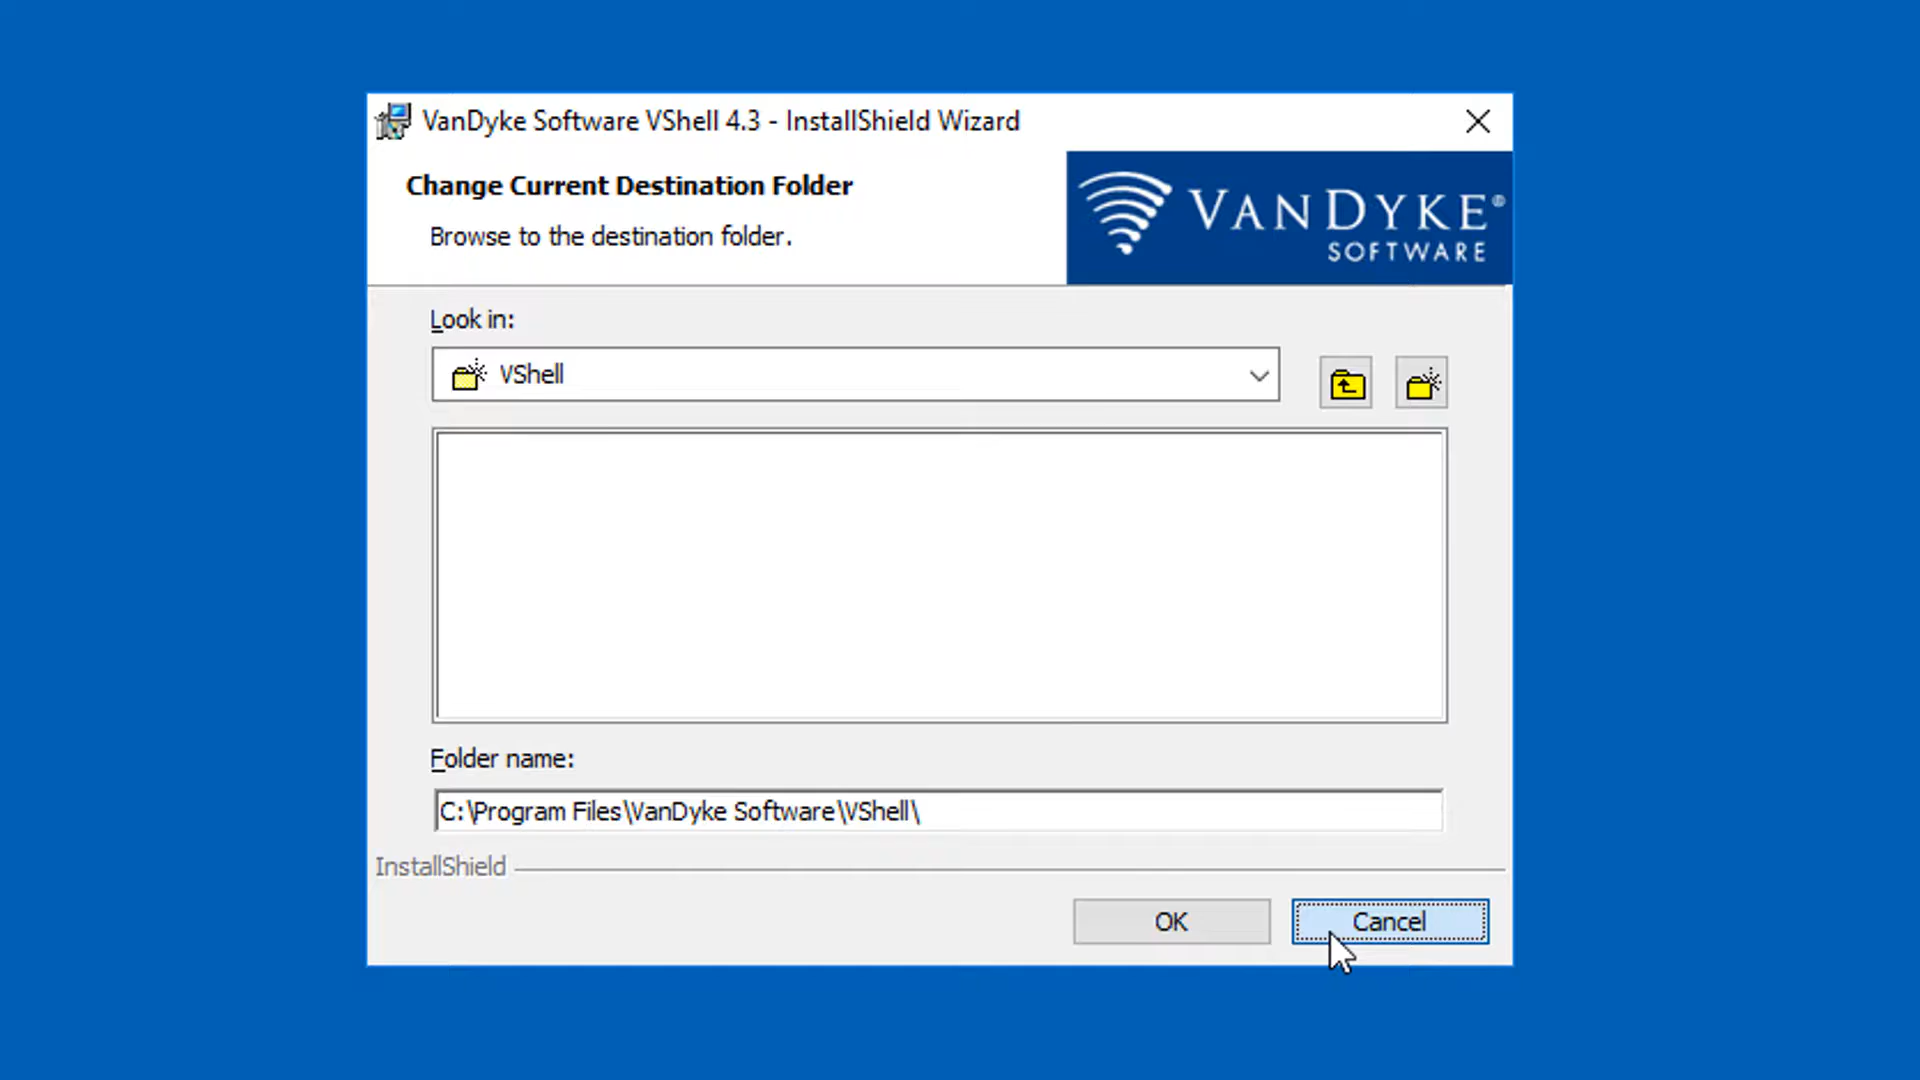 VanDyke Software VShell 4.3 - InstallShield Wizard
Change Current Destination Folder
Browse to the destination folder.
VANDYKE®
SOFTWARE
Look in:
VShell
Folder name:
C:\Program Files\VanDyke Software\VShell\
InstallShield
OK
Cancel